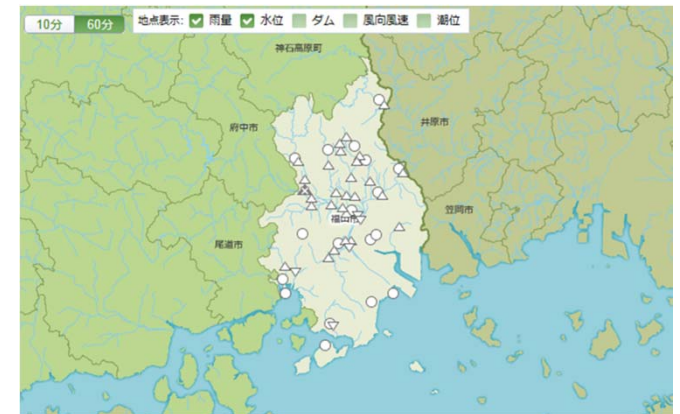 10分 60分 地点表示: 雨量 水位 ダム 風向風速 潮位
神石高原町
井原市
府中市
笠岡市
福山市
尾道市